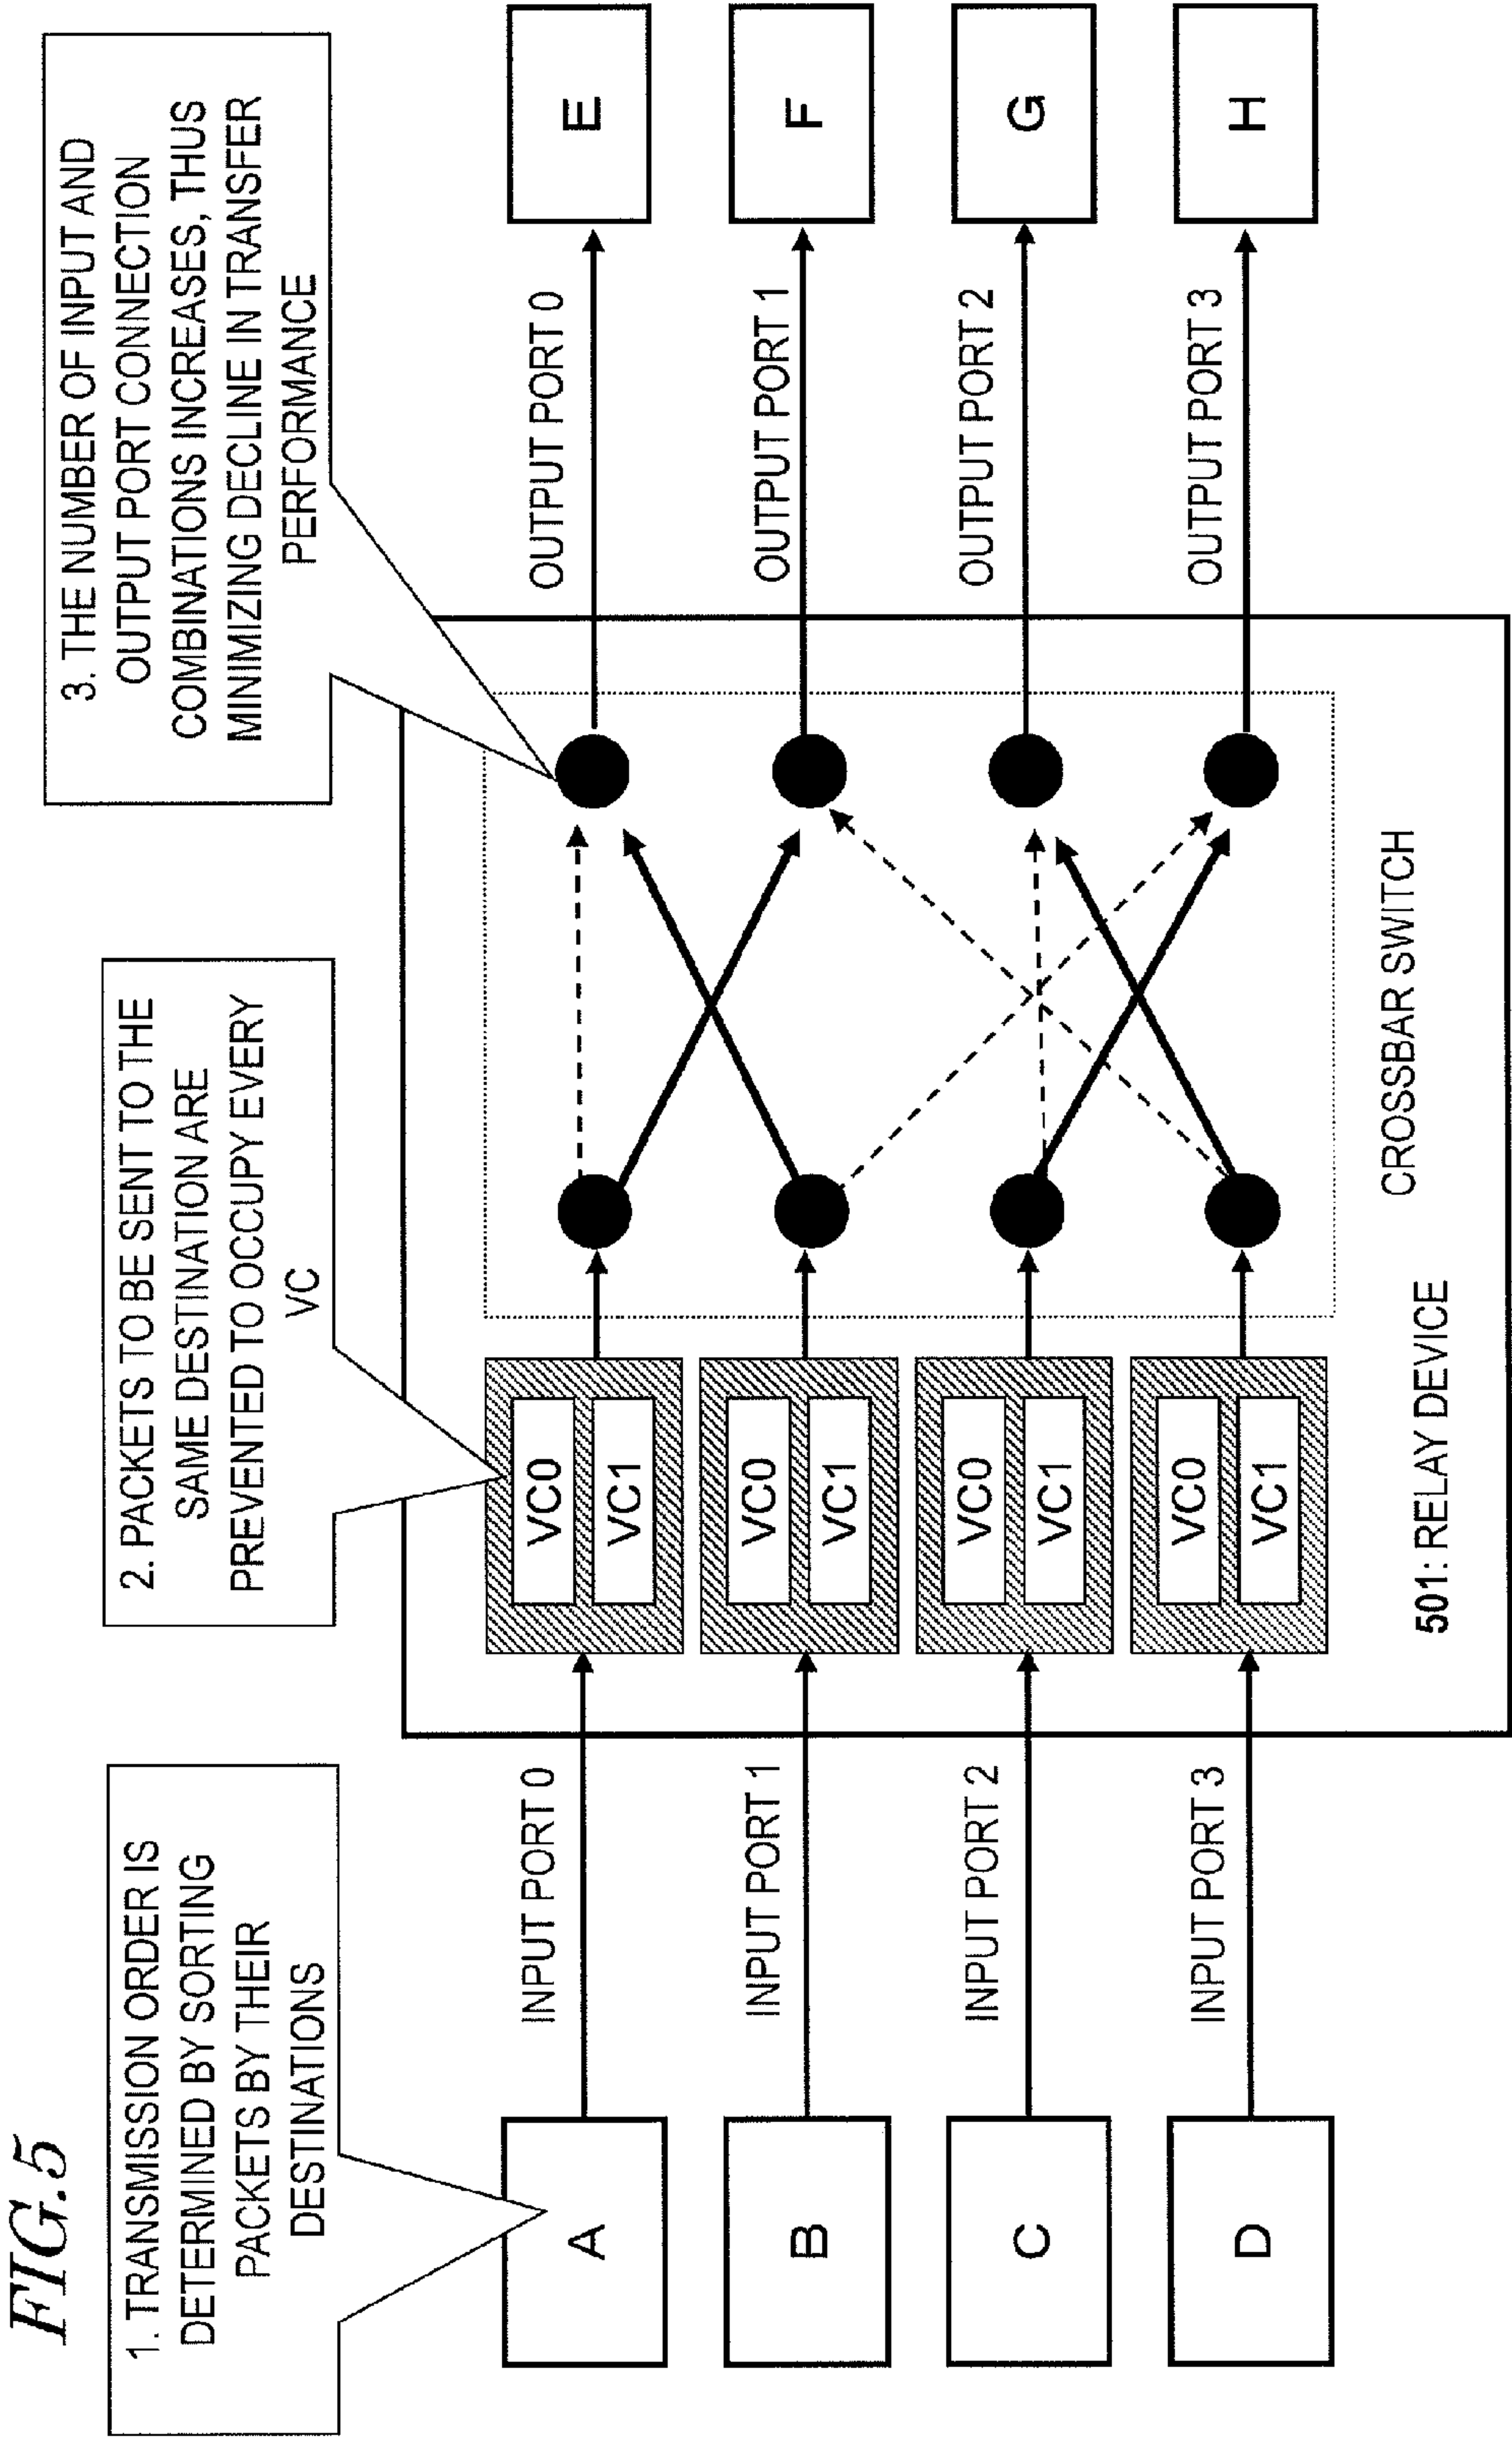 FIG.5
1. TRANSMISSION ORDER IS
DETERMINED BY SORTING
PACKETS BY THEIR
DESTINATIONS
2. PACKETS TO BE SENT TO THE
SAME DESTINATION ARE
PREVENTED TO OCCUPY EVERY
VC
3. THE NUMBER OF INPUT AND
OUTPUT PORT CONNECTION
COMBINATIONS INCREASES, THUS
MINIMIZING DECLINE IN TRANSFER
PERFORMANCE
A
INPUT PORT 0
VC0
VC1
OUTPUT PORT 0
E
B
INPUT PORT 1
VC0
VC1
OUTPUT PORT 1
F
C
INPUT PORT 2
VC0
VC1
OUTPUT PORT 2
G
D
INPUT PORT 3
VC0
VC1
OUTPUT PORT 3
H
CROSSBAR SWITCH
501: RELAY DEVICE